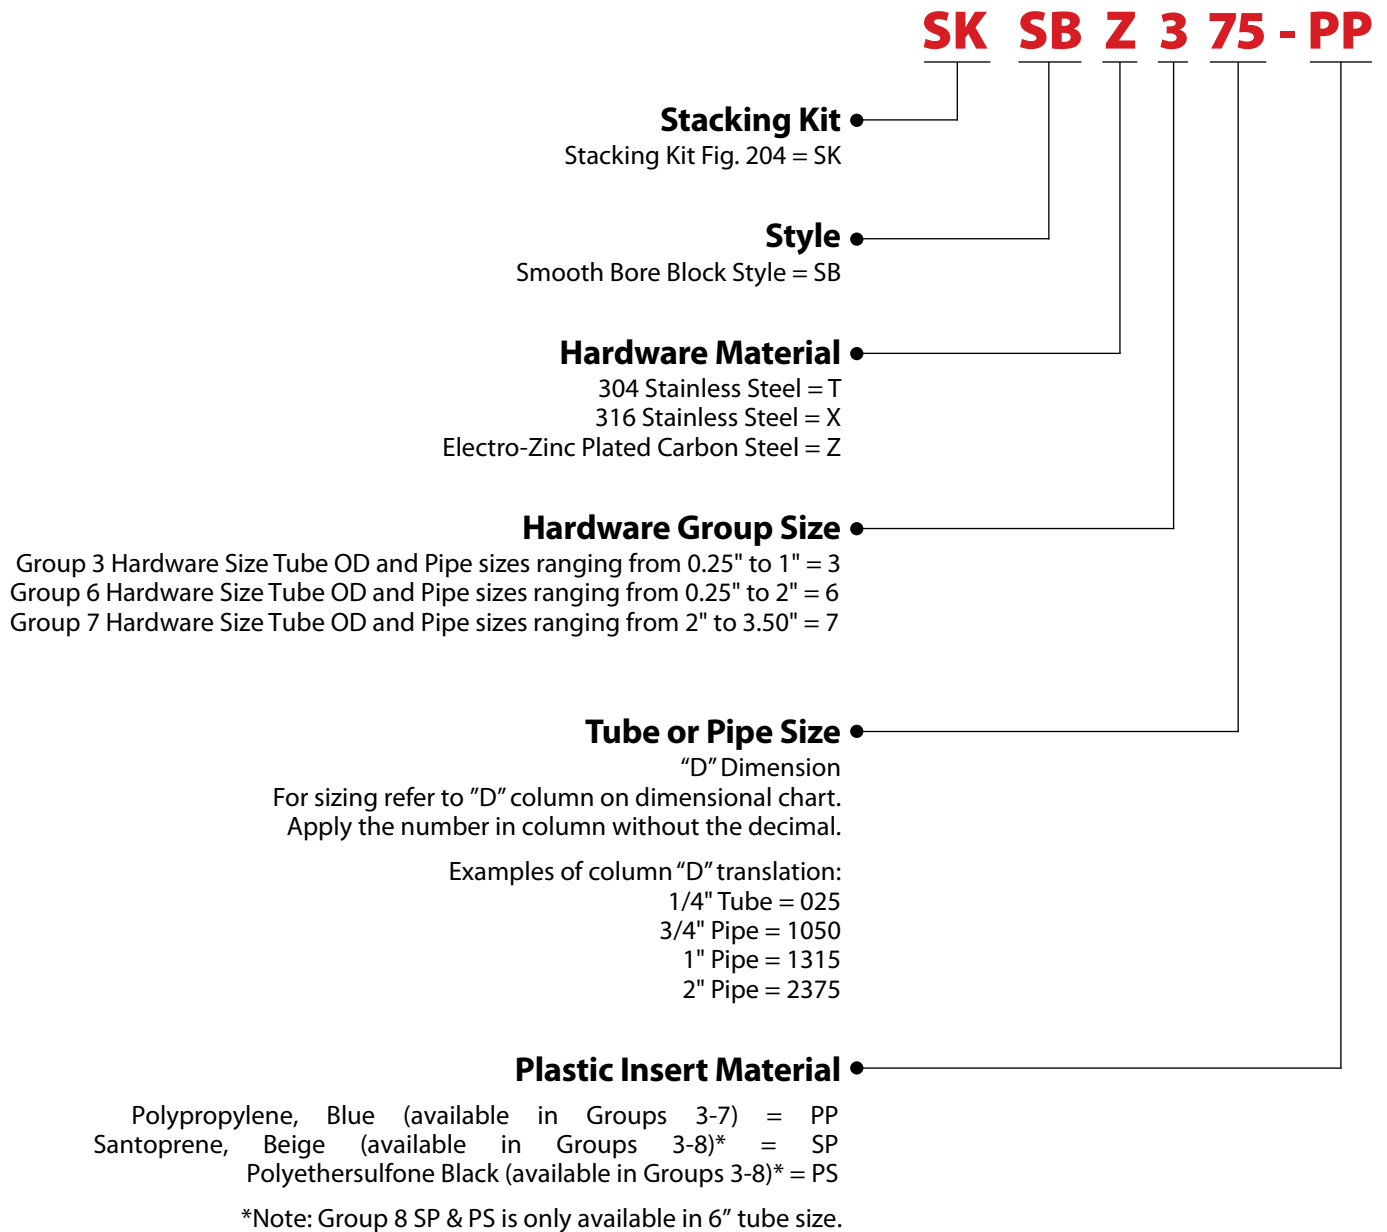 SK SB Z 3 75 - PP
Stacking Kit
Stacking Kit Fig. 204 = SK
Style
Smooth Bore Block Style = SB
Hardware Material
304 Stainless Steel = T
316 Stainless Steel = X
Electro-Zinc Plated Carbon Steel = Z
Hardware Group Size
Group 3 Hardware Size Tube OD and Pipe sizes ranging from 0.25" to 1" = 3
Group 6 Hardware Size Tube OD and Pipe sizes ranging from 0.25" to 2" = 6
Group 7 Hardware Size Tube OD and Pipe sizes ranging from 2" to 3.50" = 7
Tube or Pipe Size
“D” Dimension
For sizing refer to ”D” column on dimensional chart.
Apply the number in column without the decimal.
Examples of column “D” translation:
1/4" Tube = 025
3/4" Pipe = 1050
1" Pipe = 1315
2" Pipe = 2375
Plastic Insert Material
Polypropylene, Blue (available in Groups 3-7) = PP
Santoprene, Beige (available in Groups 3-8)* = SP
Polyethersulfone Black (available in Groups 3-8)* = PS
*Note: Group 8 SP & PS is only available in 6” tube size.